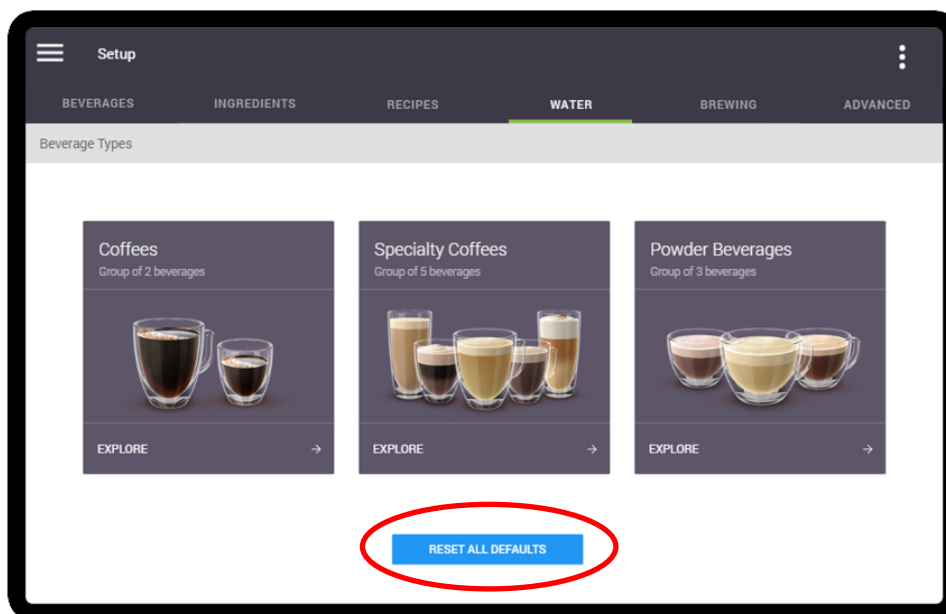 Setup
BEVERAGES INGREDIENTS RECIPES WATER BREWING ADVANCED
Beverage Types
Coffees
Group of 2 beverages
EXPLORE
Specialty Coffees
Group of 5 beverages
EXPLORE
Powder Beverages
Group of 3 beverages
EXPLORE
RESET ALL DEFAULTS